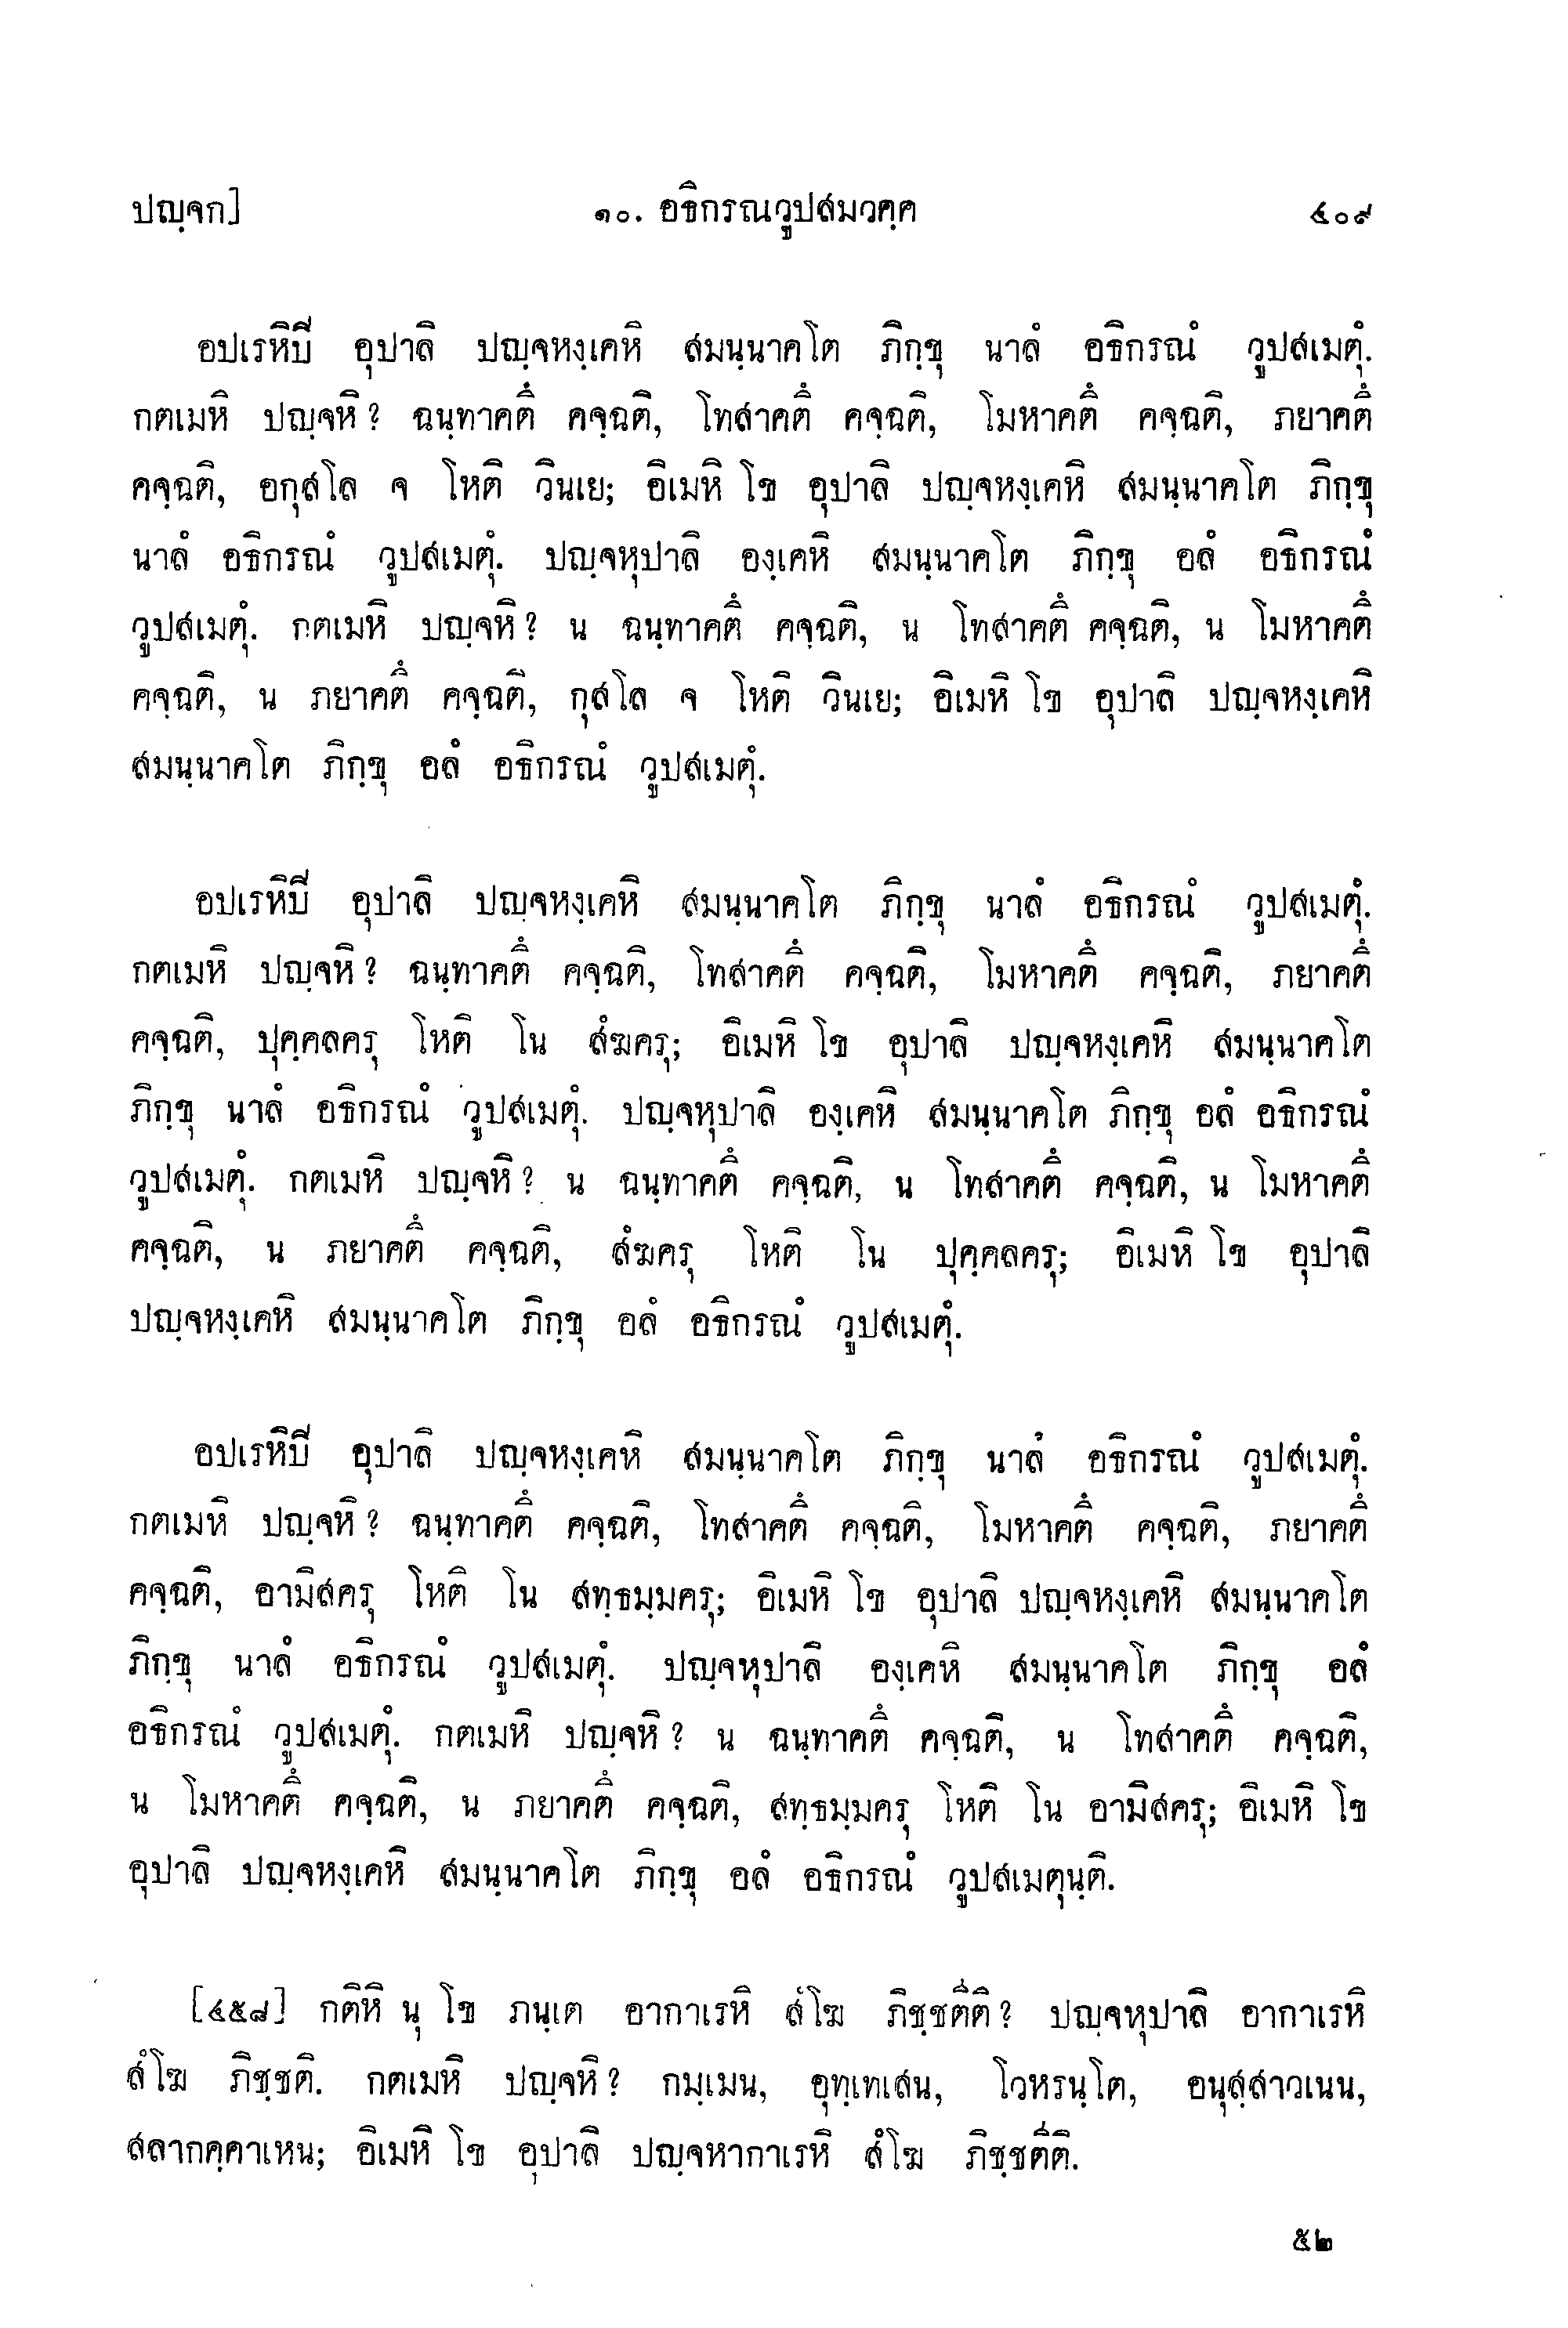 ปญฺจก] ๑๐. อธิกรณวูปสมวคฺค ๔๐๙
อปเรหิปิ อุปาลิ ปญฺจหงฺเคหิ สมนฺนาคโต ภิกฺขุ นาลํ อธิกรณํ วูปสเมตุํ.
กตเมหิ ปญฺจหิ? ฉนฺทาคตึ คจฺฉติ, โทสาคตึ คจฺฉติ, โมหาคตึ คจฺฉติ, ภยาคตึ
คจฺฉติ, อกุสโล จ โหติ วินเย; อิเมหิ โข อุปาลิ ปญฺจหงฺเคหิ สมนฺนาคโต ภิกฺขุ
นาลํ อธิกรณํ วูปสเมตุํ. ปญฺจหุปาลิ องฺเคหิ สมนฺนาคโต ภิกฺขุ อลํ อธิกรณํ
วูปสเมตุํ. กตเมหิ ปญฺจหิ? น ฉนฺทาคตึ คจฺฉติ, น โทสาคตึ คจฺฉติ, น โมหาคตึ
คจฺฉติ, น ภยาคตึ คจฺฉติ, กุสโล จ โหติ วินเย; อิเมหิ โข อุปาลิ ปญฺจหงฺเคหิ
สมนฺนาคโต ภิกฺขุ อลํ อธิกรณํ วูปสเมตุํ.
อปเรหิปิ อุปาลิ ปญฺจหงฺเคหิ สมนฺนาคโต ภิกฺขุ นาลํ อธิกรณํ วูปสเมตุํ.
กตเมหิ ปญฺจหิ? ฉนฺทาคตึ คจฺฉติ, โทสาคตึ คจฺฉติ, โมหาคตึ คจฺฉติ, ภยาคตึ
คจฺฉติ, ปุคฺคลครุ โหติ โน สํฆครุ; อิเมหิ โข อุปาลิ ปญฺจหงฺเคหิ สมนฺนาคโต
ภิกฺขุ นาลํ อธิกรณํ วูปสเมตุํ. ปญฺจหุปาลิ องฺเคหิ สมนฺนาคโต ภิกฺขุ อลํ อธิกรณํ
วูปสเมตุํ. กตเมหิ ปญฺจหิ? น ฉนฺทาคตึ คจฺฉติ, น โทสาคตึ คจฺฉติ, น โมหาคตึ
คจฺฉติ, น ภยาคตึ คจฺฉติ, สํฆครุ โหติ โน ปุคฺคลครุ; อิเมหิ โข อุปาลิ
ปญฺจหงฺเคหิ สมนฺนาคโต ภิกฺขุ อลํ อธิกรณํ วูปสเมตุํ.
อปเรหิปิ อุปาลิ ปญฺจหงฺเคหิ สมนฺนาคโต ภิกฺขุ นาลํ อธิกรณํ วูปสเมตุํ.
กตเมหิ ปญฺจหิ? ฉนฺทาคตึ คจฺฉติ, โทสาคตึ คจฺฉติ, โมหาคตึ คจฺฉติ, ภยาคตึ
คจฺฉติ, อามิสครุ โหติ โน สทฺธมฺมครุ; อิเมหิ โข อุปาลิ ปญฺจหงฺเคหิ สมนฺนาคโต
ภิกฺขุ นาลํ อธิกรณํ วูปสเมตุํ. ปญฺจหุปาลิ องฺเคหิ สมนฺนาคโต ภิกฺขุ อลํ
อธิกรณํ วูปสเมตุํ. กตเมหิ ปญฺจหิ? น ฉนฺทาคตึ คจฺฉติ, น โทสาคตึ คจฺฉติ,
น โมหาคตึ คจฺฉติ, น ภยาคตึ คจฺฉติ, สทฺธมฺมครุ โหติ โน อามิสครุ; อิเมหิ โข
อุปาลิ ปญฺจหงฺเคหิ สมนฺนาคโต ภิกฺขุ อลํ อธิกรณํ วูปสเมตุนฺติ.
[๔๕๘] กติหิ นุ โข ภนฺเต อากาเรหิ สํโฆ ภิชฺชตีติ? ปญฺจหุปาลิ อากาเรหิ
สํโฆ ภิชฺชติ. กตเมหิ ปญฺจหิ? กมฺเมน, อุทฺเทเสน, โวหรนฺโต, อนุสฺสาวเนน,
สลากคฺคาเหน; อิเมหิ โข อุปาลิ ปญฺจหากาเรหิ สํโฆ ภิชฺชตีติ.
๕๒